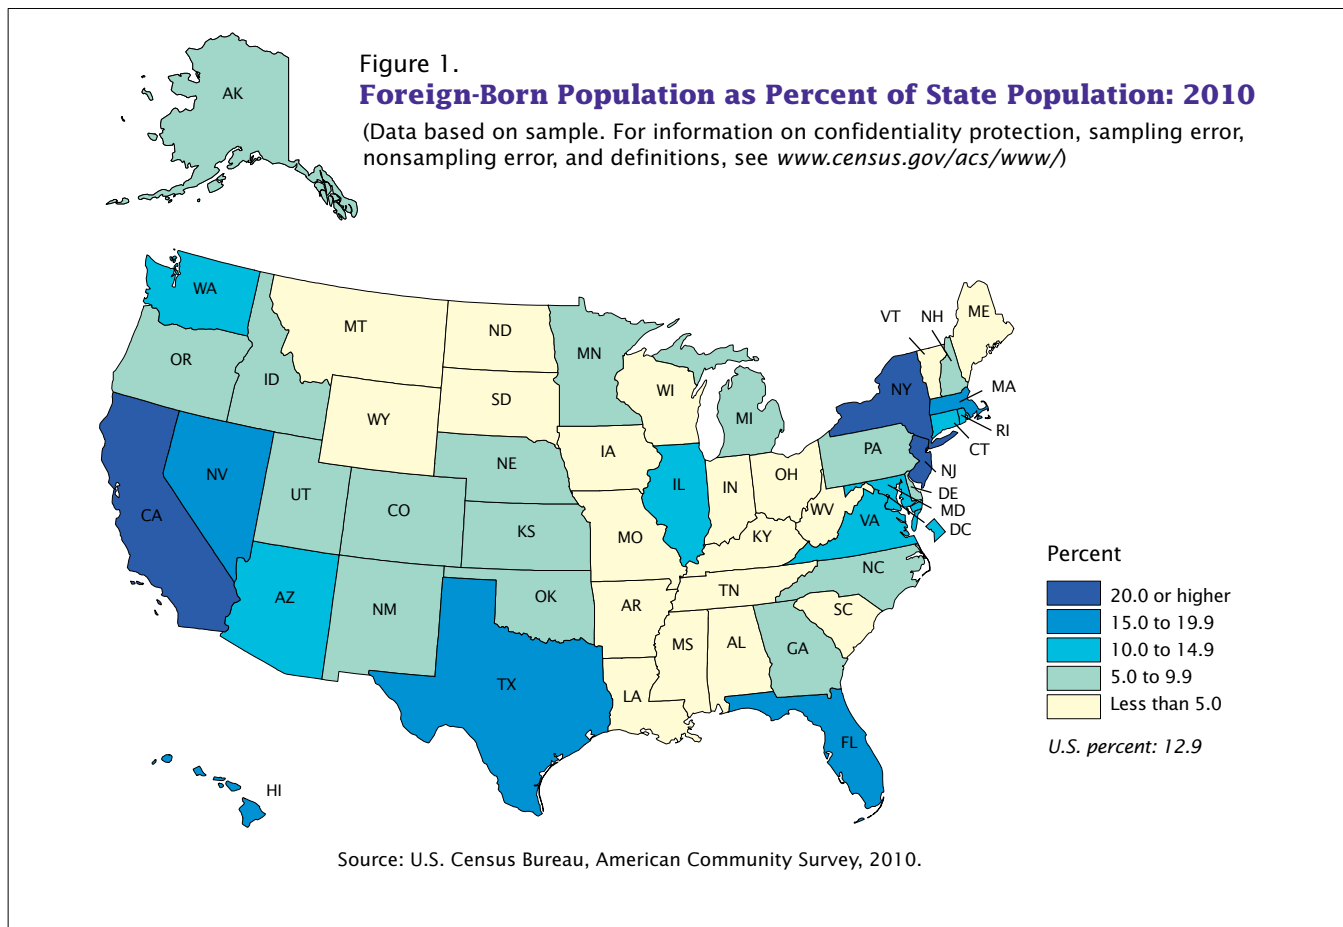 Figure 1.
Foreign-Born Population as Percent of State Population: 2010
(Data based on sample. For information on confidentiality protection, sampling error,
nonsampling error, and definitions, see www.census.gov/acs/www/)
AK
WA
MT
ND
MN
VT
NH
ME
OR
ID
SD
WI
NY
MA
WY
MI
RI
IA
PA
CT
NE
NV
UT
IL
IN
OH
NJ
CO
DE
CA
WV
MD
VA
DC
KS
MO
KY
NC
AZ
NM
OK
TN
AR
SC
MS
AL
GA
TX
LA
FL
HI
Percent
20.0 or higher
15.0 to 19.9
10.0 to 14.9
5.0 to 9.9
Less than 5.0
U.S. percent: 12.9
Source: U.S. Census Bureau, American Community Survey, 2010.